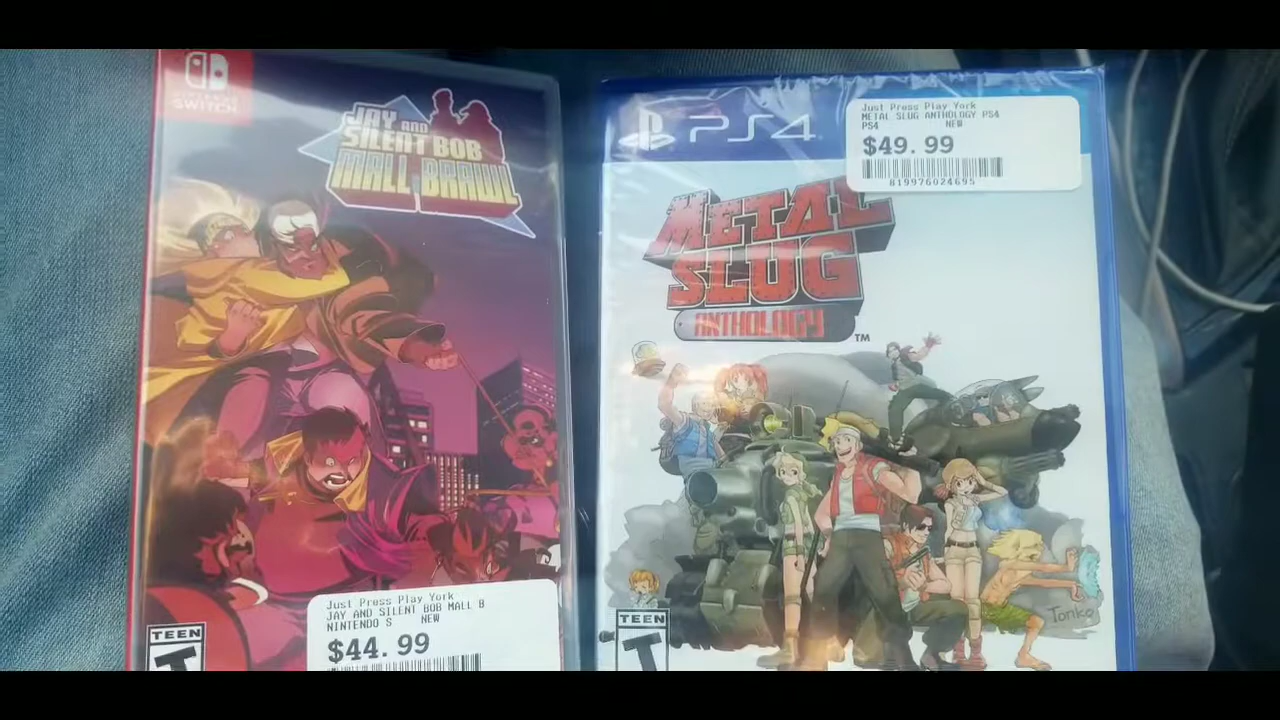 NINTENDO
SWITCH
JAY AND
SILENT BOB
MALL BRAWL
Just Press Play York
JAY AND SILENT BOB MALL B
NINTENDO S NEW
$44.99
TEEN
T
PS4
Just Press Play York
METAL SLUG ANTHOLOGY PS4
PS4 NEW
$49.99
819976024695
METAL
SLUG
ANTHOLOGY
TM
Tonko
TEEN
T